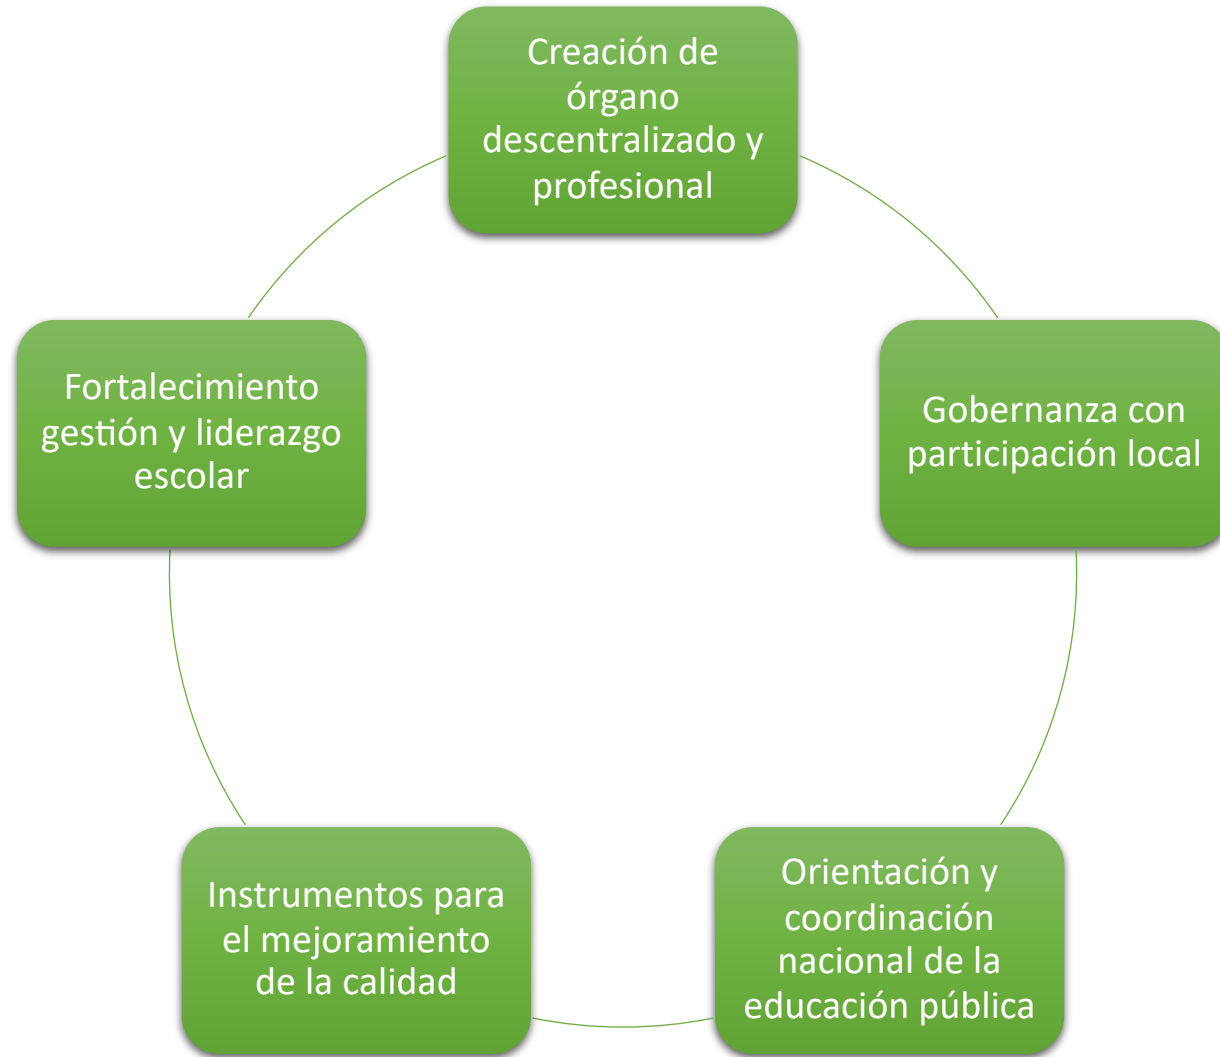 Creación de
órgano
descentralizado y
profesional
Gobernanza con
participación local
Orientación y
coordinación
nacional de la
educación pública
Instrumentos para
el mejoramiento
de la calidad
Fortalecimiento
gestión y liderazgo
escolar